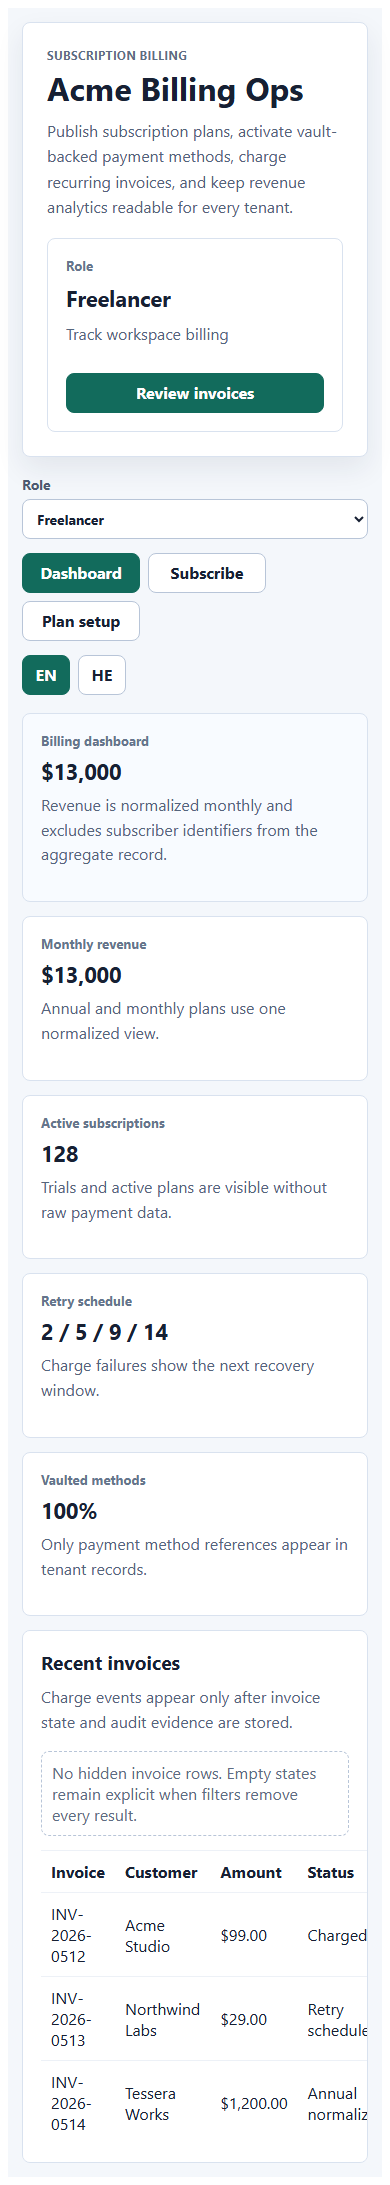 SUBSCRIPTION BILLING
Acme Billing Ops
Publish subscription plans, activate vault-
backed payment methods, charge
recurring invoices, and keep revenue
analytics readable for every tenant.
Role
Freelancer
Track workspace billing
Review invoices
Role
Freelancer
Dashboard Subscribe
Plan setup
EN HE
Billing dashboard
$13,000
Revenue is normalized monthly and
excludes subscriber identifiers from the
aggregate record.
Monthly revenue
$13,000
Annual and monthly plans use one
normalized view.
Active subscriptions
128
Trials and active plans are visible without
raw payment data.
Retry schedule
2 / 5 / 9 / 14
Charge failures show the next recovery
window.
Vaulted methods
100%
Only payment method references appear in
tenant records.
Recent invoices
Charge events appear only after invoice
state and audit evidence are stored.
No hidden invoice rows. Empty states
remain explicit when filters remove
every result.
Invoice Customer Amount Status
INV-
2026-
0512
Acme
Studio
$99.00
Charged
INV-
2026-
0513
Northwind
Labs
$29.00
Retry
schedule
INV-
2026-
0514
Tessera
Works
$1,200.00
Annual
normaliz